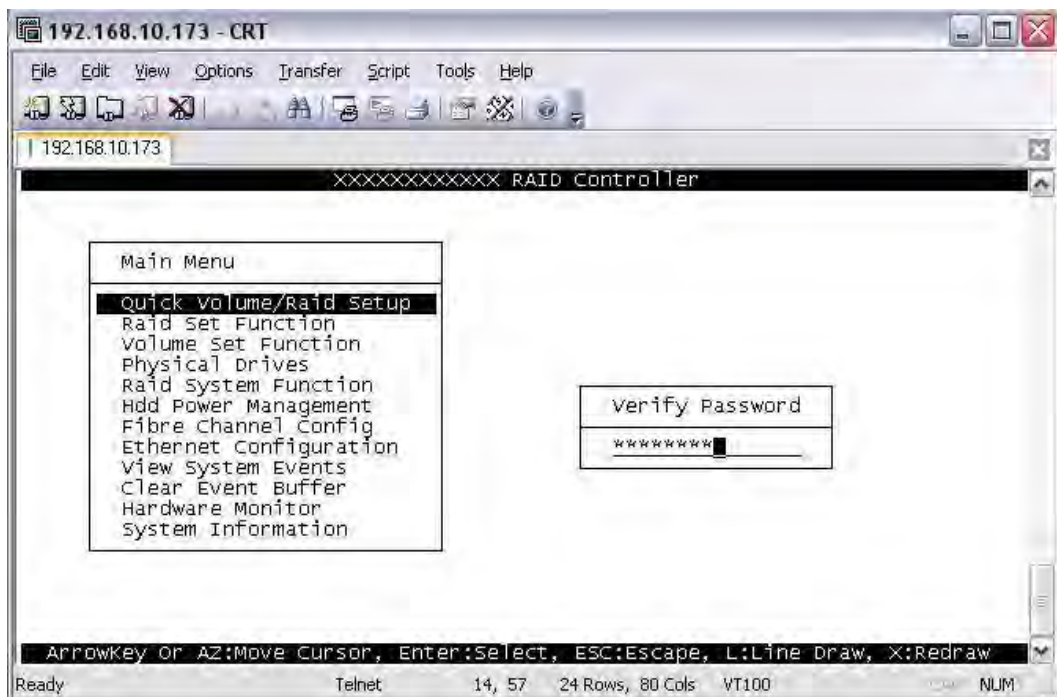 192.168.10.173 - CRT
File Edit View Options Transfer Script Tools Help
192.168.10.173
XXXXXXXXXXXX RAID Controller
Main Menu
Quick Volume/Raid Setup
Raid Set Function
Volume Set Function
Physical Drives
Raid System Function
Hdd Power Management
Fibre Channel Config
Ethernet Configuration
View System Events
Clear Event Buffer
Hardware Monitor
System Information
Verify Password
********
ArrowKey Or AZ:Move Cursor, Enter:Select, ESC:Escape, L:Line Draw, X:Redraw
Ready Telnet 14, 57 24 Rows, 80 Cols VT100 NUM